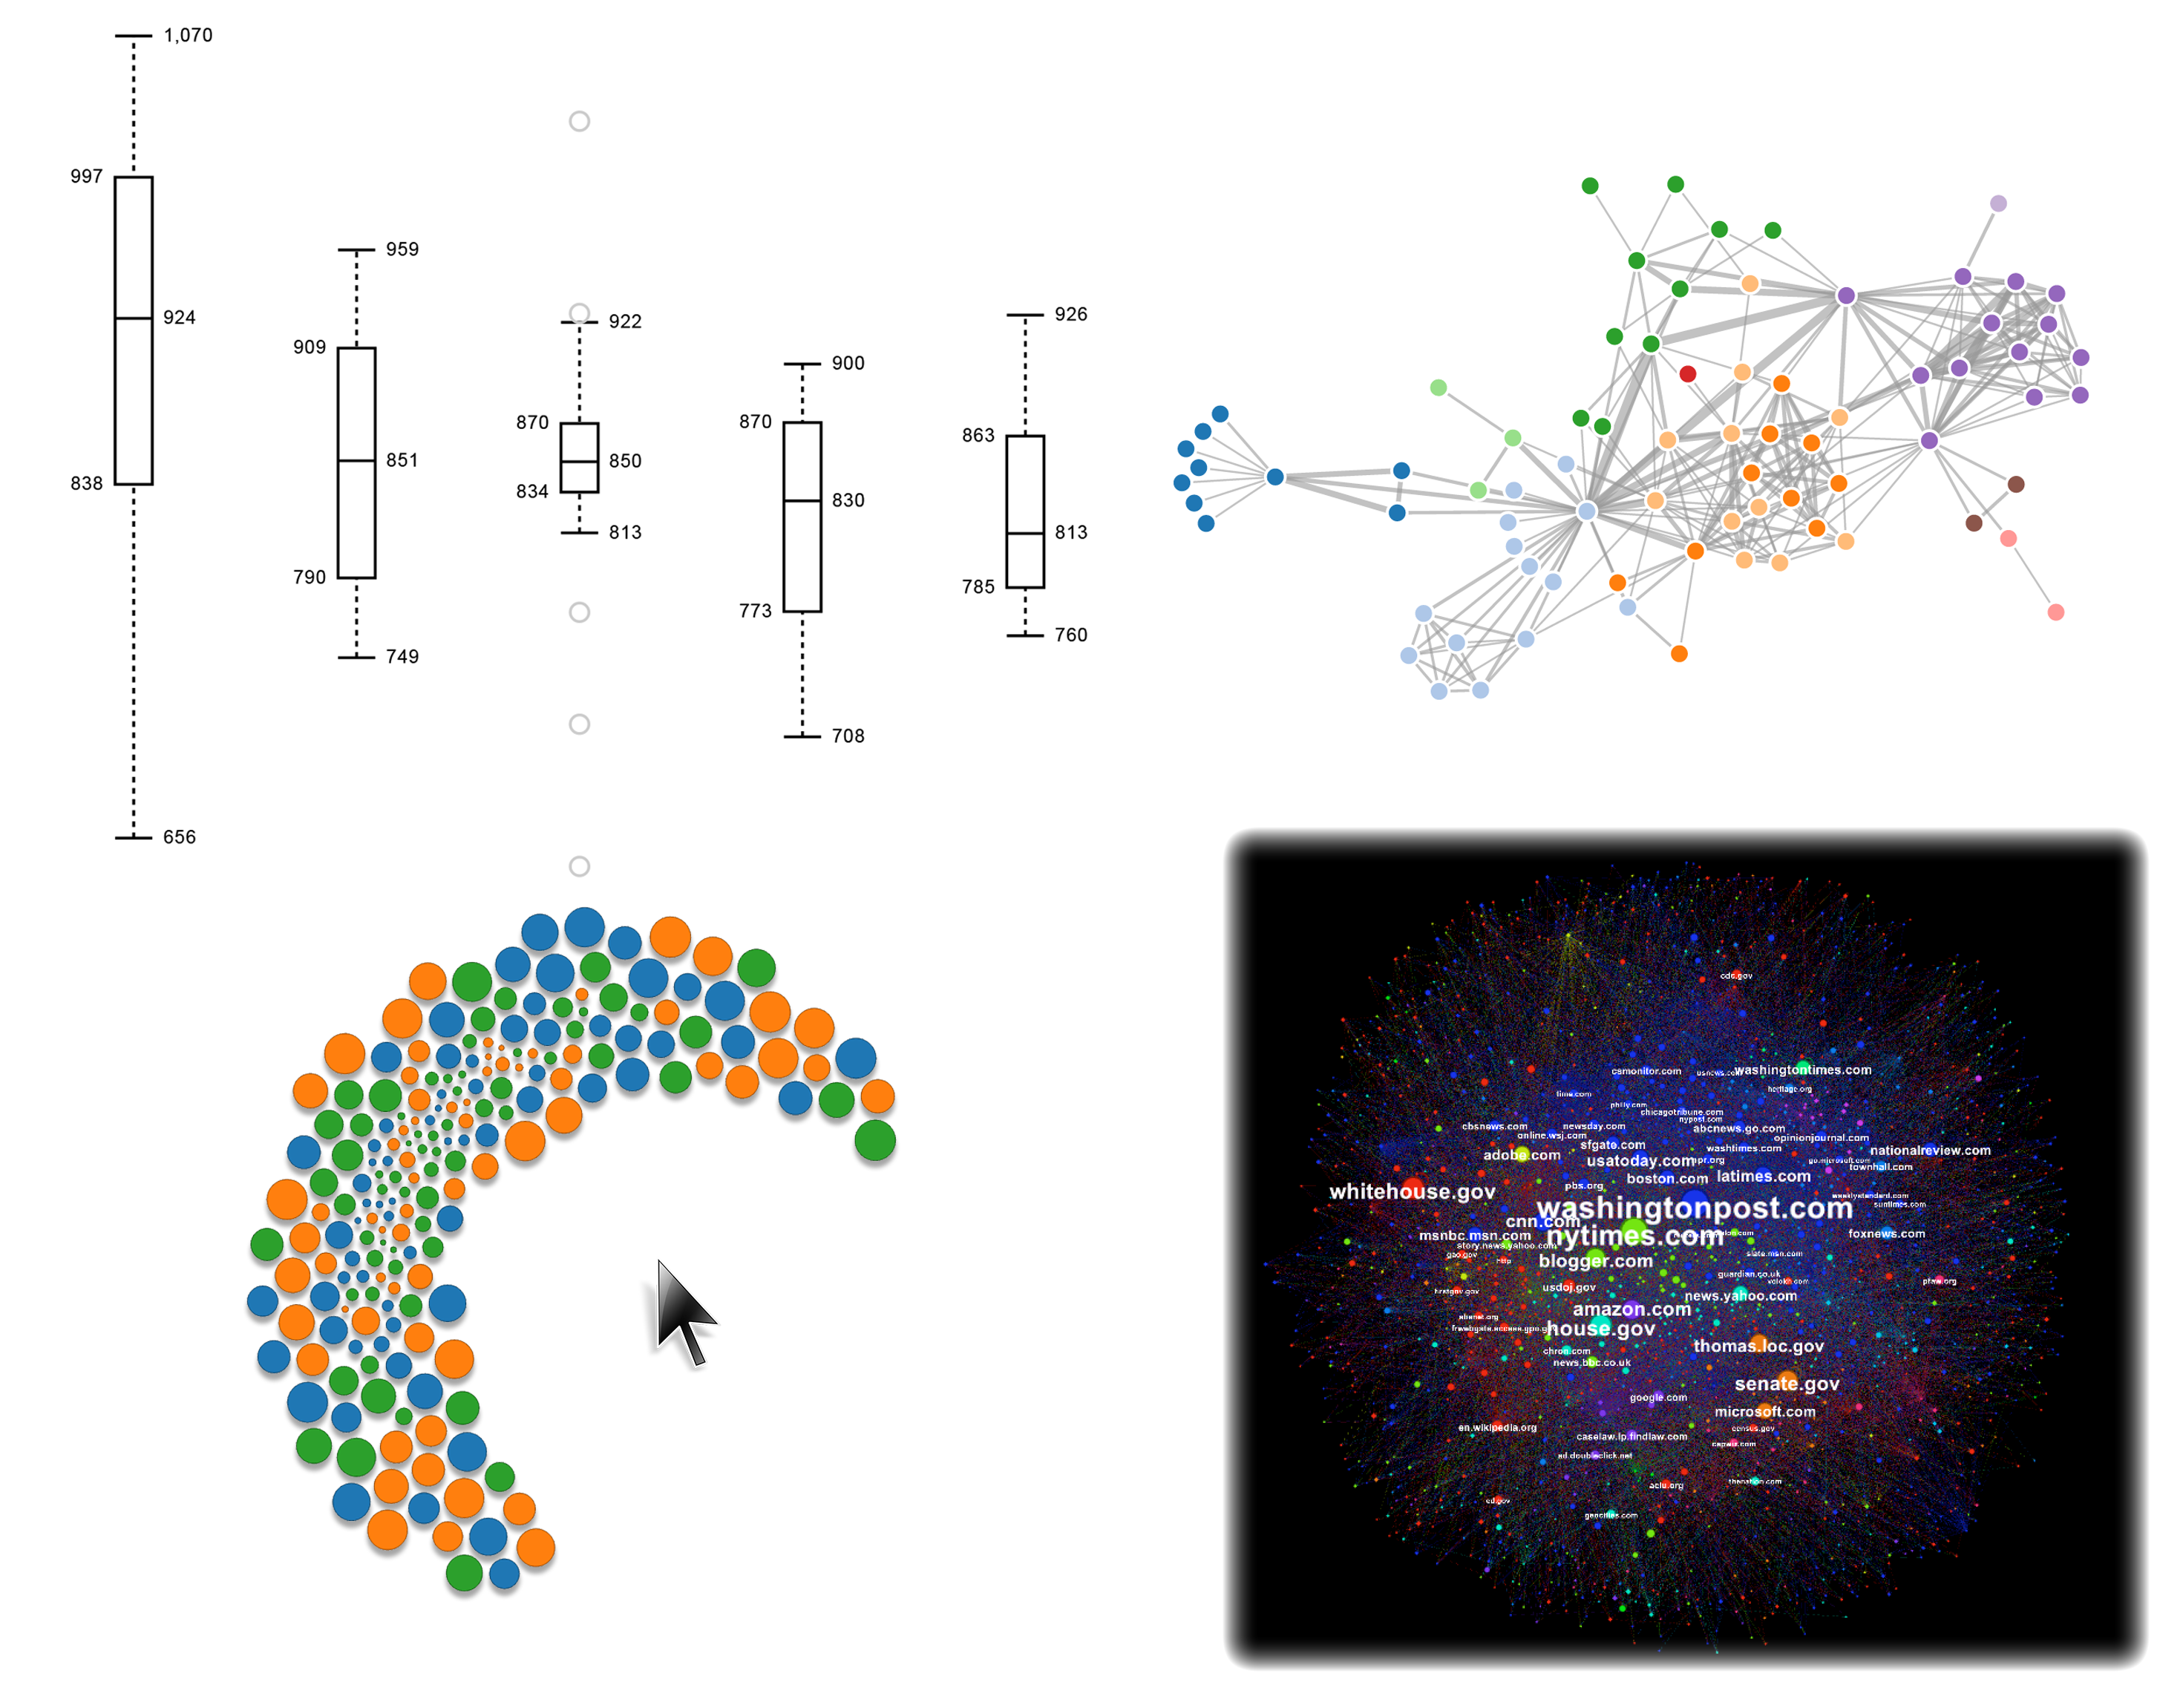 1,070
997
924
838
656
959
909
851
790
749
922
870
850
834
813
900
870
830
773
708
926
863
813
785
760
cdc.gov
csmonitor.com
washingtontimes.com
heritage.org
time.com
philly.com
chicagotribune.com
nypost.com
cbsnews.com
newsday.com
abcnews.go.com
online.wsj.com
opinionjournal.com
sfgate.com
washtimes.com
nationalreview.com
adobe.com
usatoday.com
go.microsoft.com
townhall.com
boston.com
latimes.com
pbs.org
whitehouse.gov
weeklystandard.com
suntimes.com
washingtonpost.com
cnn.com
msnbc.msn.com
nytimes.com
foxnews.com
story.news.yahoo.com
gao.gov
http
slate.msn.com
blogger.com
guardian.co.uk
pfaw.org
usdoj.gov
firstgov.gov
news.yahoo.com
amazon.com
house.gov
thomas.loc.gov
chron.com
news.bbc.co.uk
senate.gov
google.com
microsoft.com
en.wikipedia.org
census.gov
caselaw.lp.findlaw.com
ad.doubleclick.net
thenation.com
aclu.org
ed.gov
geocities.com